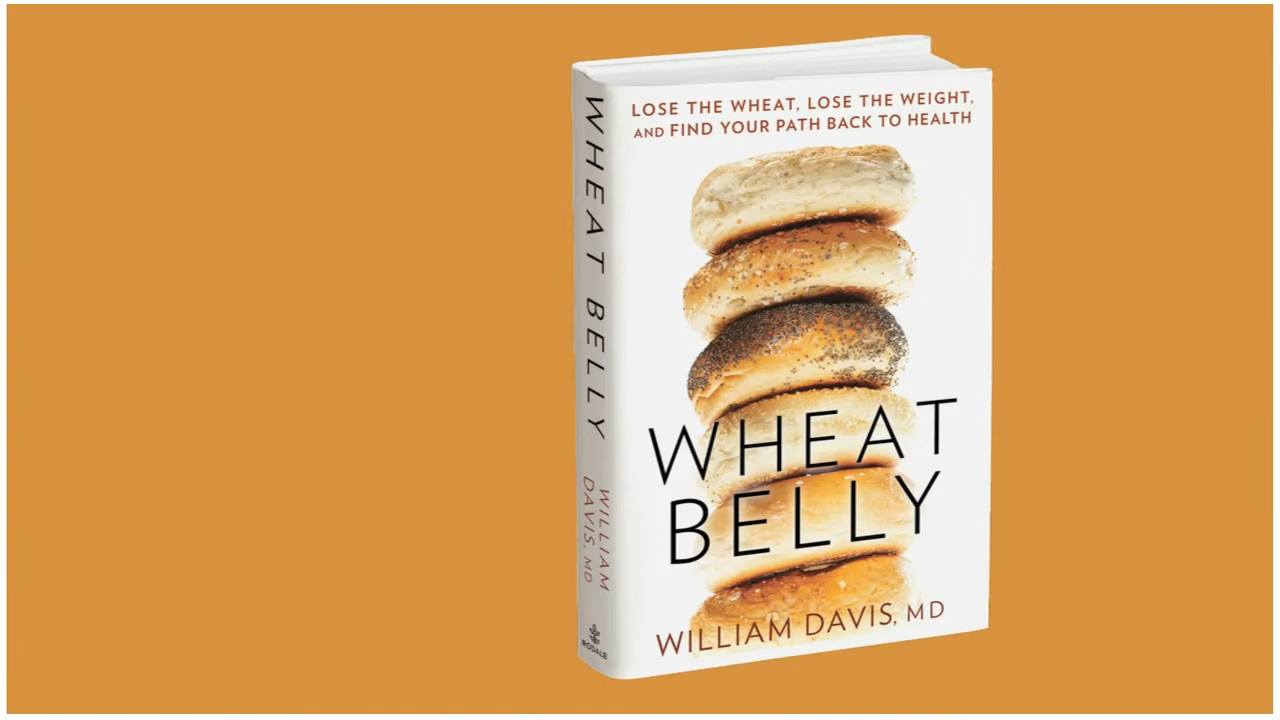 LOSE THE WHEAT, LOSE THE WEIGHT,
AND FIND YOUR PATH BACK TO HEALTH
WHEAT
BELLY
WILLIAM DAVIS, MD
WHEAT BELLY
WILLIAM
DAVIS, MD
RODALE